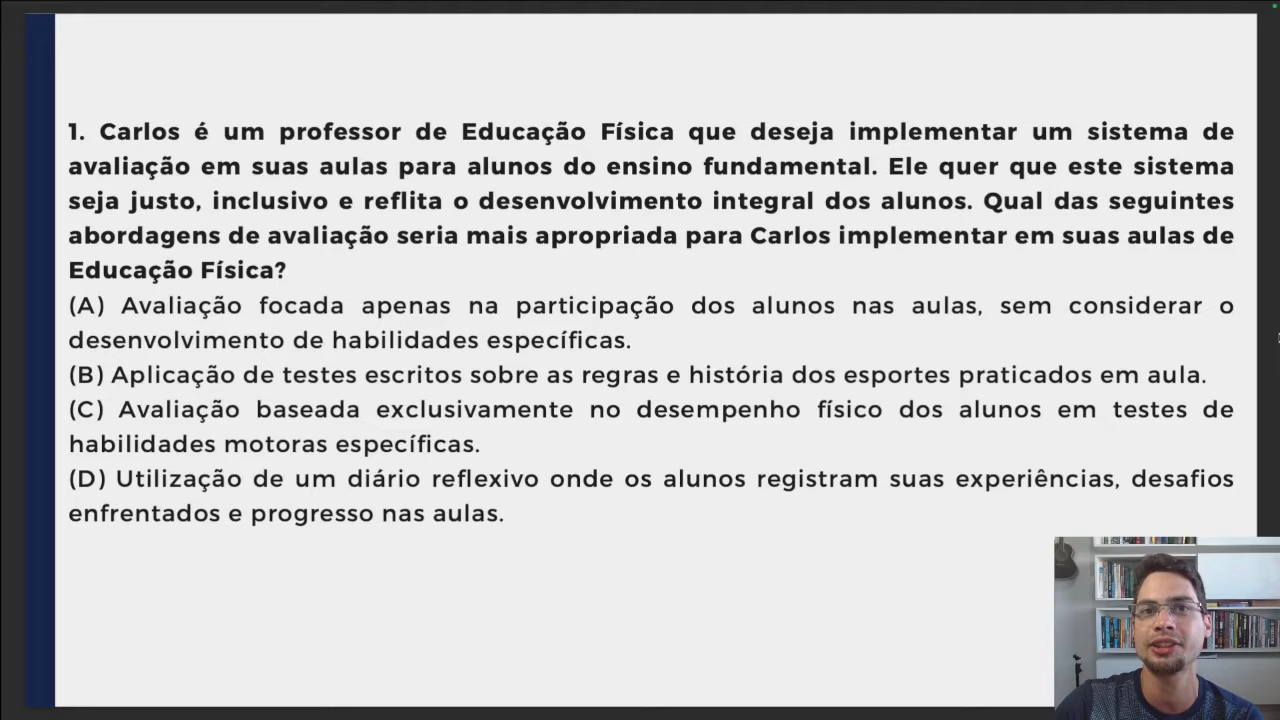 1. Carlos é um professor de Educação Física que deseja implementar um sistema de
avaliação em suas aulas para alunos do ensino fundamental. Ele quer que este sistema
seja justo, inclusivo e reflita o desenvolvimento integral dos alunos. Qual das seguintes
abordagens de avaliação seria mais apropriada para Carlos implementar em suas aulas de
Educação Física?
(A) Avaliação focada apenas na participação dos alunos nas aulas, sem considerar o
desenvolvimento de habilidades específicas.
(B) Aplicação de testes escritos sobre as regras e história dos esportes praticados em aula.
(C) Avaliação baseada exclusivamente no desempenho físico dos alunos em testes de
habilidades motoras específicas.
(D) Utilização de um diário reflexivo onde os alunos registram suas experiências, desafios
enfrentados e progresso nas aulas.